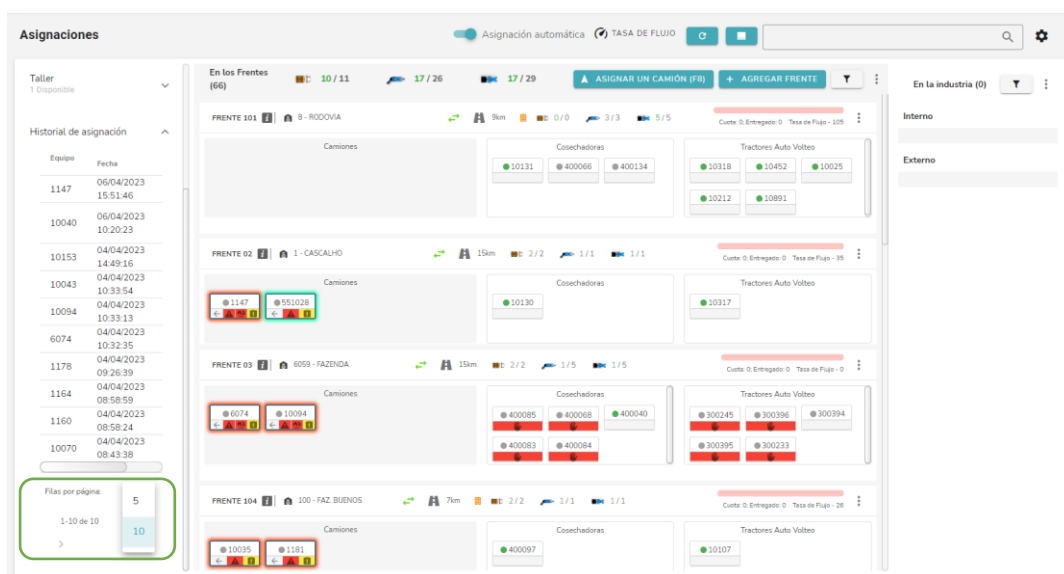 Asignaciones
Asignación automática
TASA DE FLUJO
Taller
1 Disponible
Historial de asignación
Equipo Fecha
1147 06/04/2023 15:51:46
10040 06/04/2023 10:20:23
10153 04/04/2023 14:49:16
10043 04/04/2023 10:33:54
10094 04/04/2023 10:33:13
6074 04/04/2023 10:32:35
1178 04/04/2023 09:26:39
1164 04/04/2023 08:58:59
1160 04/04/2023 08:58:24
10070 04/04/2023 08:43:38
Filas por página:
5
10
1-10 de 10
En los Frentes (66)
10 / 11
17 / 26
17 / 29
ASIGNAR UN CAMIÓN (F8)
+ AGREGAR FRENTE
FRENTE 101 8 - RODOVIA 9km 0/0 3/3 5/5 Cuota: 0; Entregado: 0 Tasa de Flujo - 105
Camiones
Cosechadoras
10131 400066 400134
Tractores Auto Volteo
10318 10452 10025
10212 10891
FRENTE 02 1 - CASCALHO 15km 2/2 1/1 1/1 Cuota: 0; Entregado: 0 Tasa de Flujo - 35
Camiones
1147 551028
Cosechadoras
10130
Tractores Auto Volteo
10317
FRENTE 03 6059 - FAZENDA 15km 2/2 1/5 1/5 Cuota: 0; Entregado: 0 Tasa de Flujo - 0
Camiones
6074 10094
Cosechadoras
400085 400068 400040
400083 400084
Tractores Auto Volteo
300245 300396 300394
300395 300233
FRENTE 104 100 - FAZ. BUENOS 7km 2/2 1/1 1/1 Cuota: 0; Entregado: 0 Tasa de Flujo - 26
Camiones
10035 1181
Cosechadoras
400097
Tractores Auto Volteo
10107
En la industria (0)
Interno
Externo